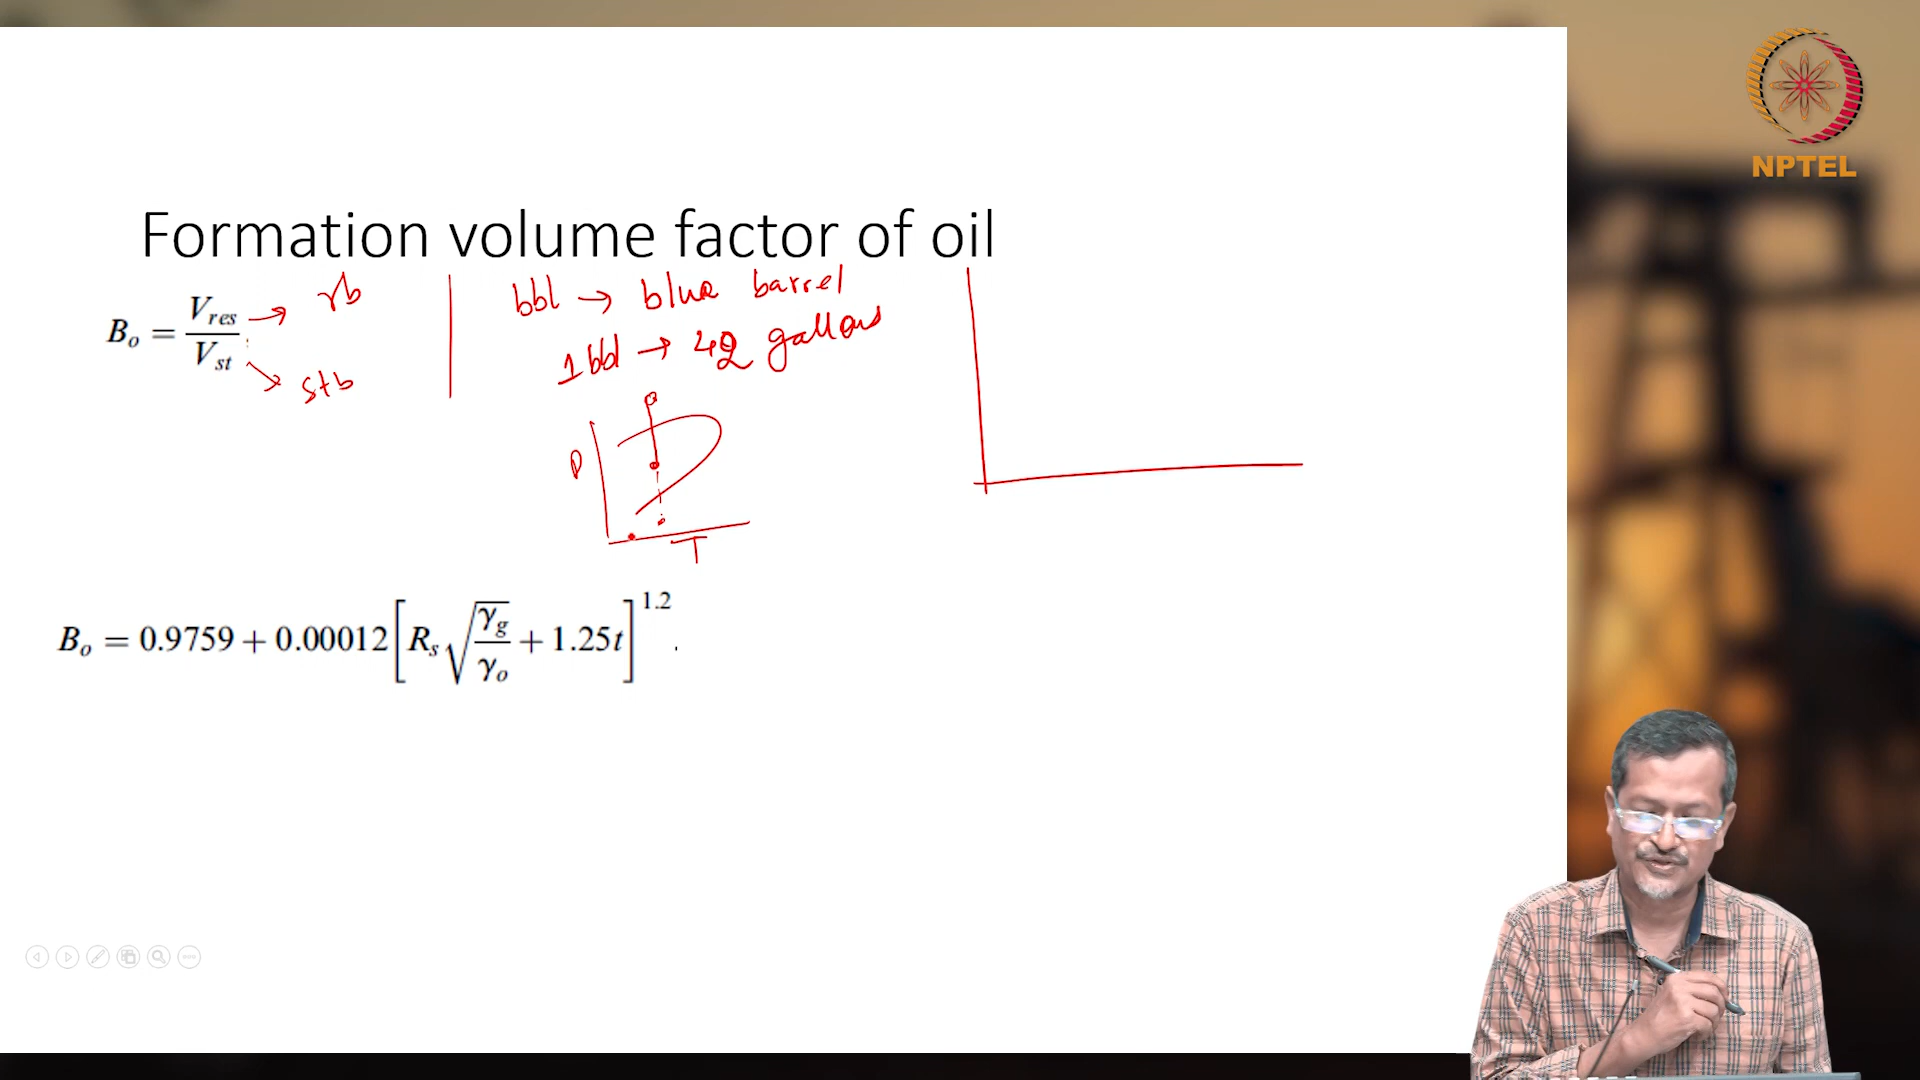 NPTEL
Formation volume factor of oil
B_o = V_res / V_st
→ rb
→ stb
bbl → blue barrel
1 bbl → 42 gallons
P
T
B_o = 0.9759 + 0.00012 [ R_s √(γ_g / γ_o) + 1.25t ]^1.2 .